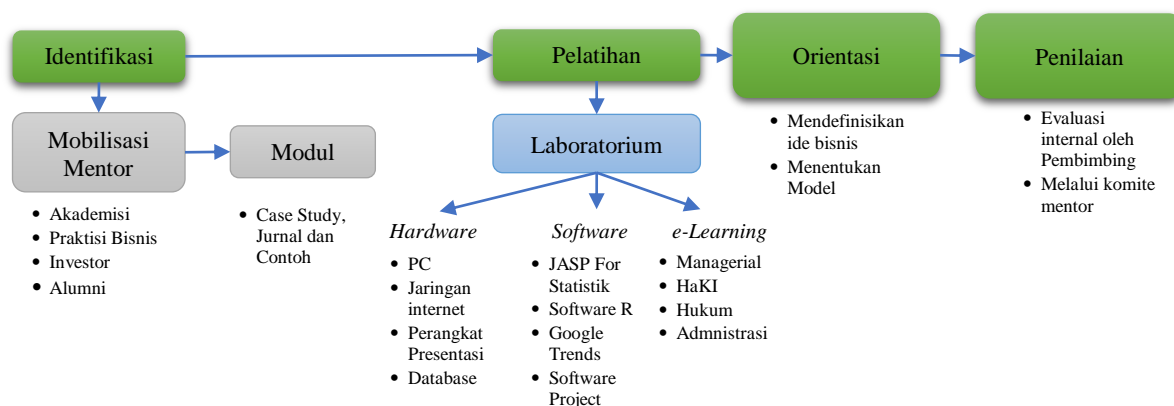 Identifikasi
Pelatihan
Orientasi
Penilaian
Mobilisasi
Mentor
Modul
Laboratorium
• Akademisi
• Praktisi Bisnis
• Investor
• Alumni
• Case Study,
Jurnal dan
Contoh
Hardware
• PC
• Jaringan
internet
• Perangkat
Presentasi
• Database
Software
• JASP For
Statistik
• Software R
• Google
Trends
• Software
Project
e-Learning
• Managerial
• HaKI
• Hukum
• Admnistrasi
• Mendefinisikan
ide bisnis
• Menentukan
Model
• Evaluasi
internal oleh
Pembimbing
• Melalui komite
mentor